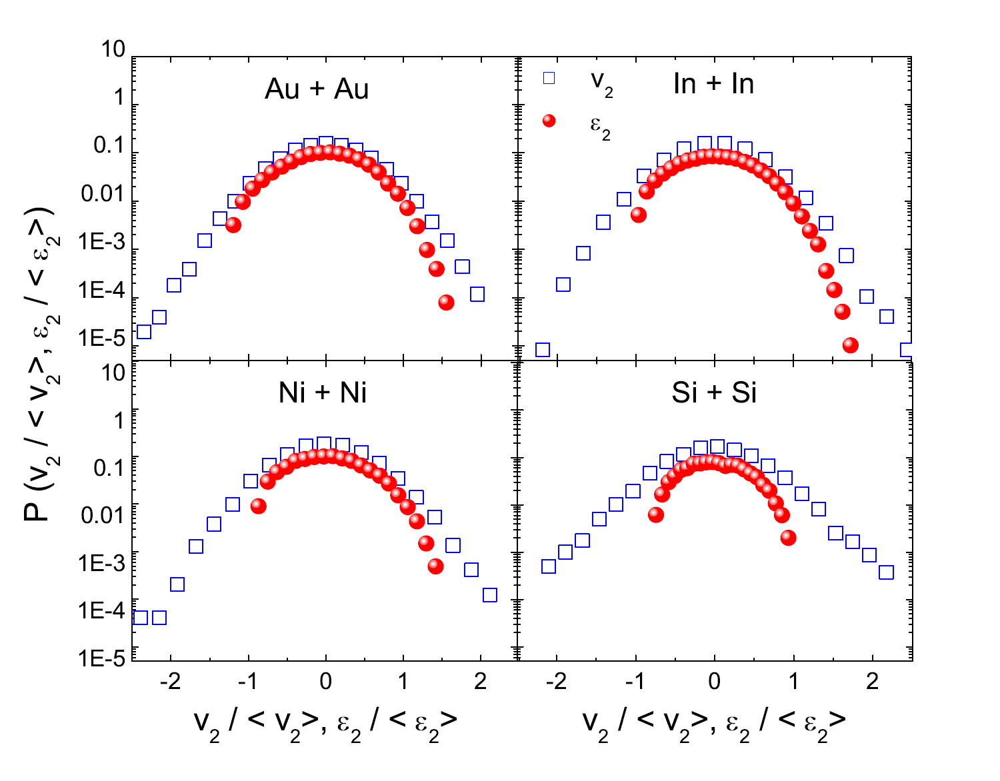 P (v2 / < v2>, ε2 / < ε2>)
10
1
0.1
0.01
1E-3
1E-4
1E-5
Au + Au
v2
ε2
In + In
10
1
0.1
0.01
1E-3
1E-4
1E-5
Ni + Ni
Si + Si
-2 -1 0 1 2
-2 -1 0 1 2
v2 / < v2>, ε2 / < ε2>
v2 / < v2>, ε2 / < ε2>